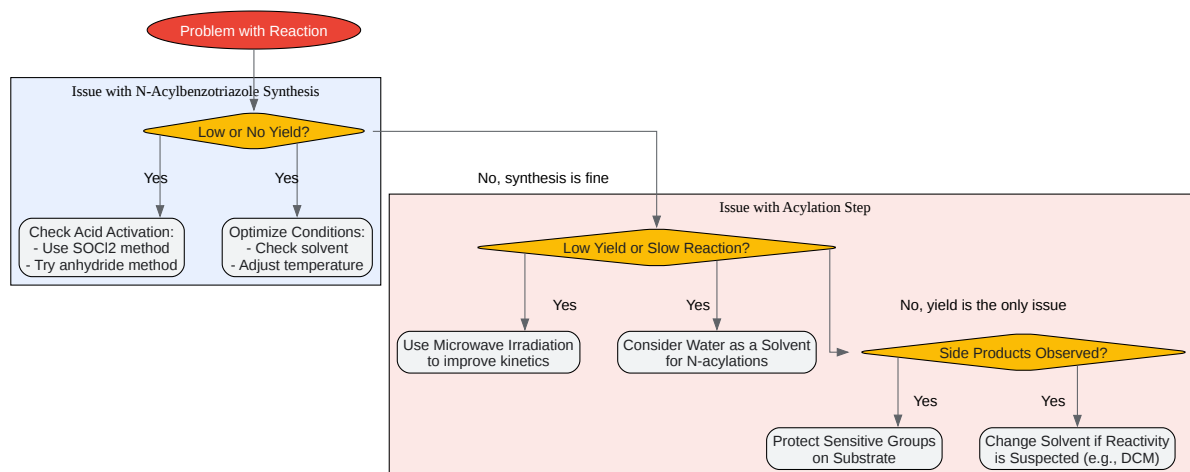 Problem with Reaction
Issue with N-Acylbenzotriazole Synthesis
Low or No Yield?
Yes
Yes
No, synthesis is fine
Check Acid Activation:
- Use SOCl2 method
- Try anhydride method
Optimize Conditions:
- Check solvent
- Adjust temperature
Issue with Acylation Step
Low Yield or Slow Reaction?
Yes
Yes
No, yield is the only issue
Use Microwave Irradiation
to improve kinetics
Consider Water as a Solvent
for N-acylations
Side Products Observed?
Yes
Yes
Protect Sensitive Groups
on Substrate
Change Solvent if Reactivity
is Suspected (e.g., DCM)